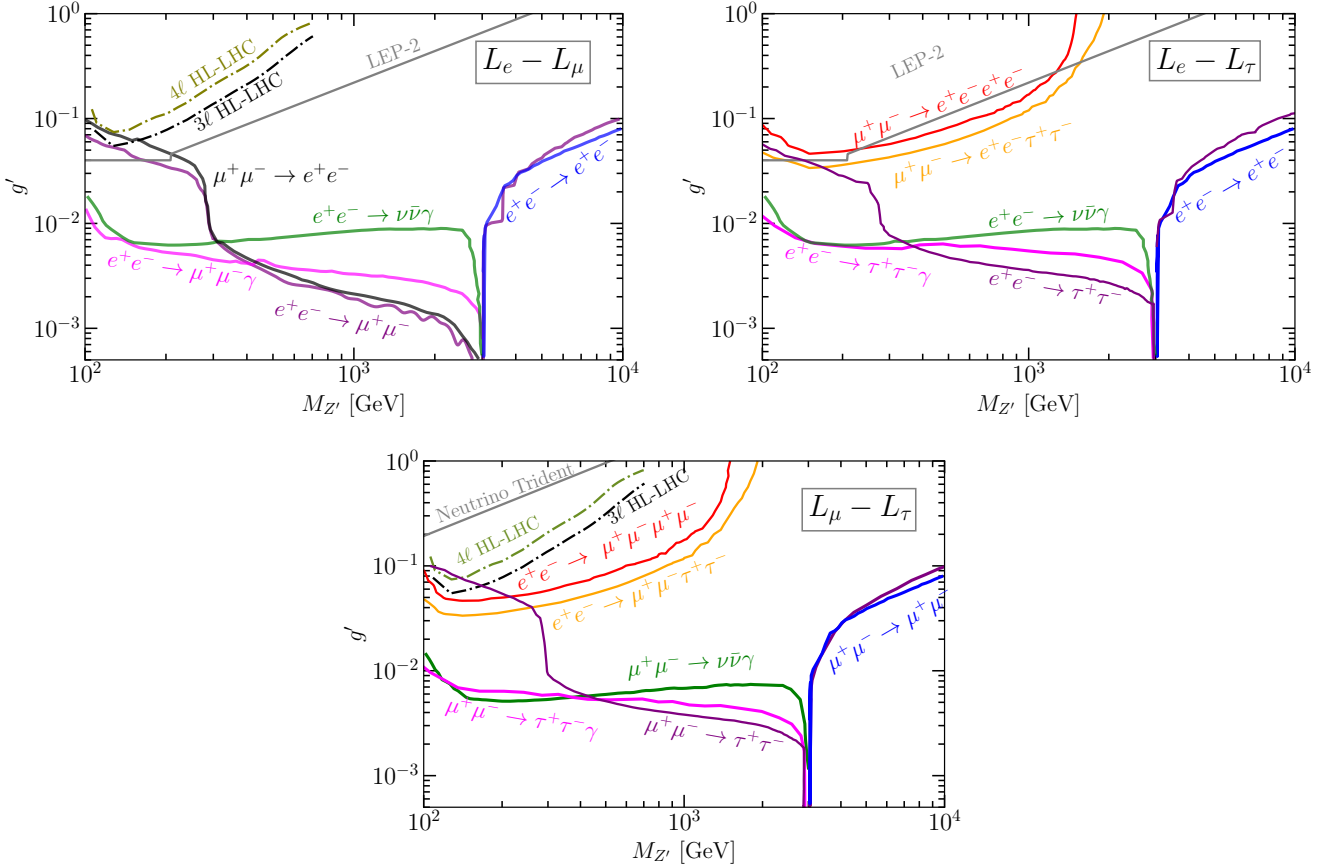 10⁰
10⁻¹
10⁻²
10⁻³
g′
4ℓ HL-LHC
3ℓ HL-LHC
LEP-2
L_e − L_μ
μ⁺μ⁻ → e⁺e⁻
e⁺e⁻ → νν̄γ
e⁺e⁻ → e⁺e⁻
e⁺e⁻ → μ⁺μ⁻γ
e⁺e⁻ → μ⁺μ⁻
10² 10³ 10⁴
M_Z′ [GeV]
10⁰
10⁻¹
10⁻²
10⁻³
g′
LEP-2
L_e − L_τ
μ⁺μ⁻ → e⁺e⁻e⁺e⁻
μ⁺μ⁻ → e⁺e⁻τ⁺τ⁻
e⁺e⁻ → e⁺e⁻
e⁺e⁻ → νν̄γ
e⁺e⁻ → τ⁺τ⁻γ
e⁺e⁻ → τ⁺τ⁻
10² 10³ 10⁴
M_Z′ [GeV]
10⁰
10⁻¹
10⁻²
10⁻³
g′
Neutrino Trident
4ℓ HL-LHC
3ℓ HL-LHC
L_μ − L_τ
e⁺e⁻ → μ⁺μ⁻μ⁺μ⁻
e⁺e⁻ → μ⁺μ⁻τ⁺τ⁻
μ⁺μ⁻ → μ⁺μ⁻
μ⁺μ⁻ → νν̄γ
μ⁺μ⁻ → τ⁺τ⁻γ
μ⁺μ⁻ → τ⁺τ⁻
10² 10³ 10⁴
M_Z′ [GeV]